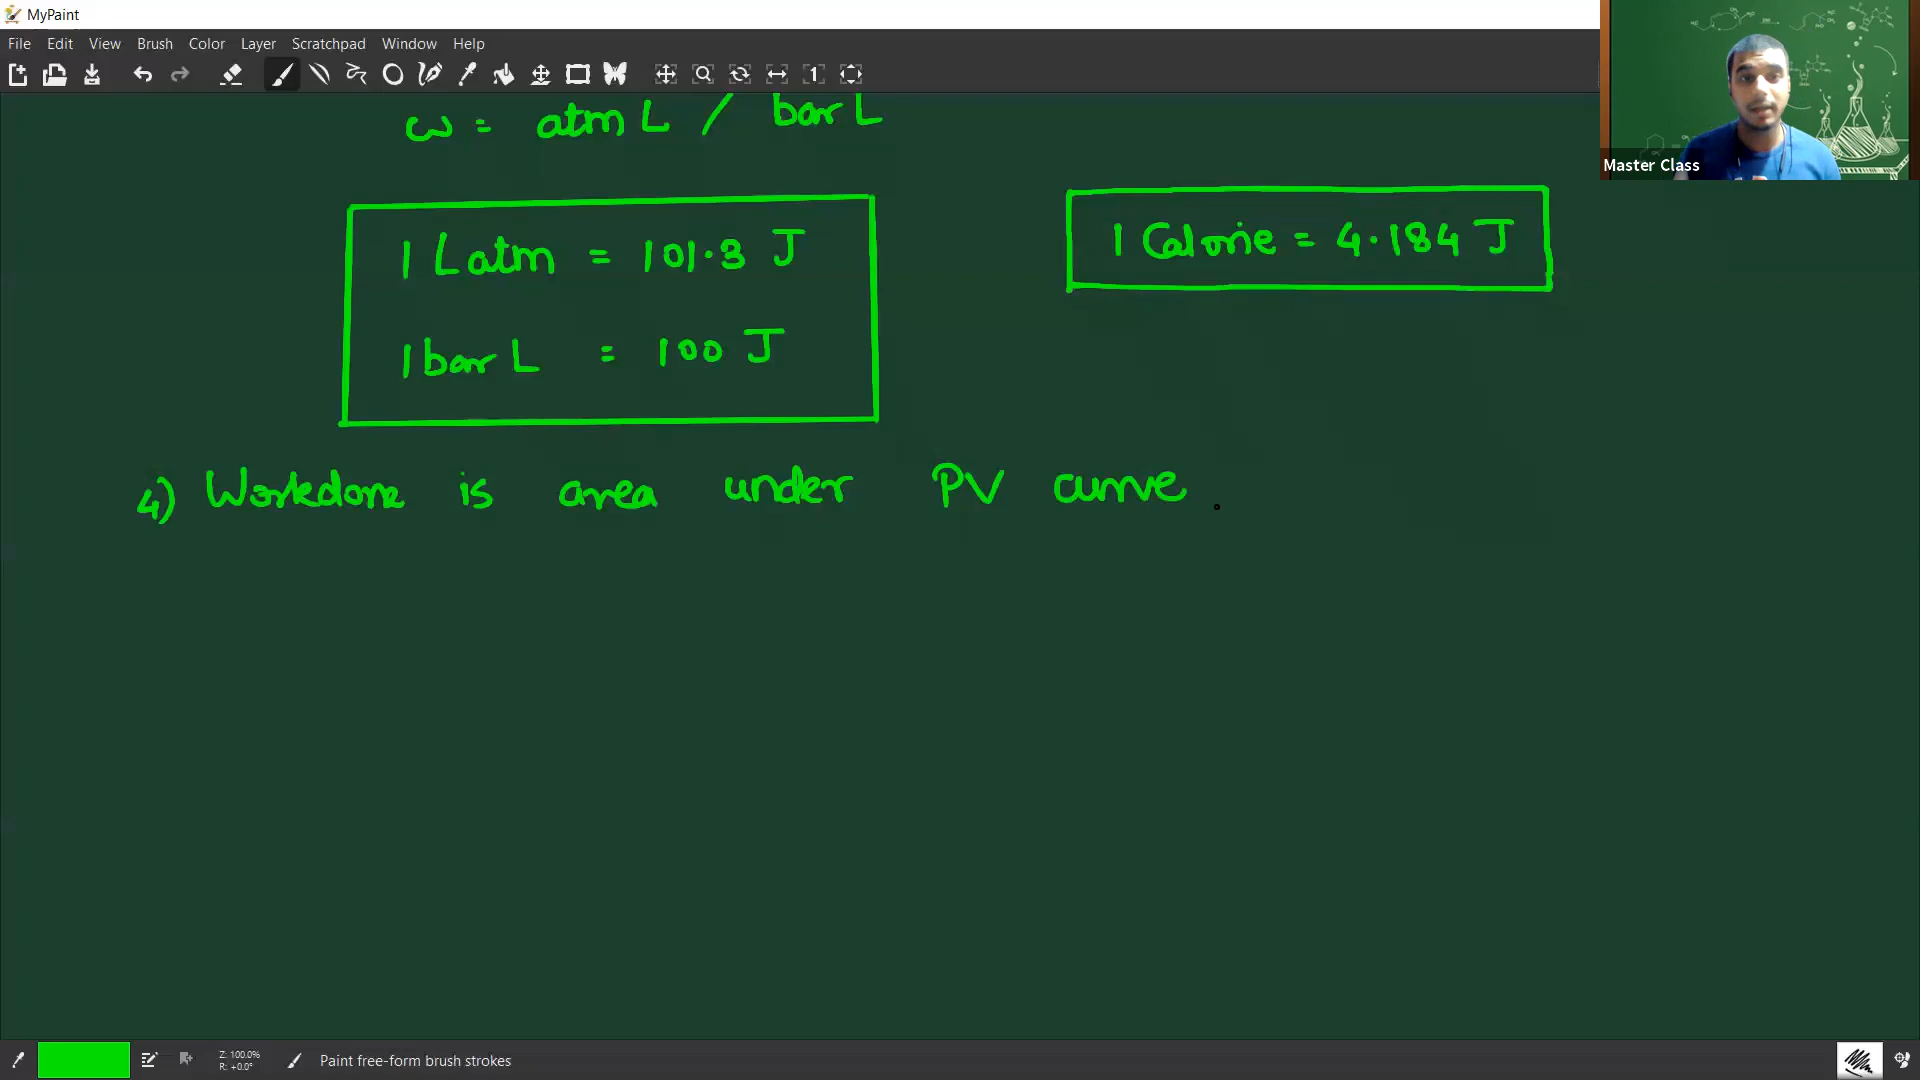 MyPaint
File Edit View Brush Color Layer Scratchpad Window Help
1
Master Class
ω = atm L / bar L
1 L atm = 101.3 J
1 bar L = 100 J
1 Calorie = 4.184 J
4) Workdone is area under PV curve .
Z: 100.0%
R: +0.0°
Paint free-form brush strokes